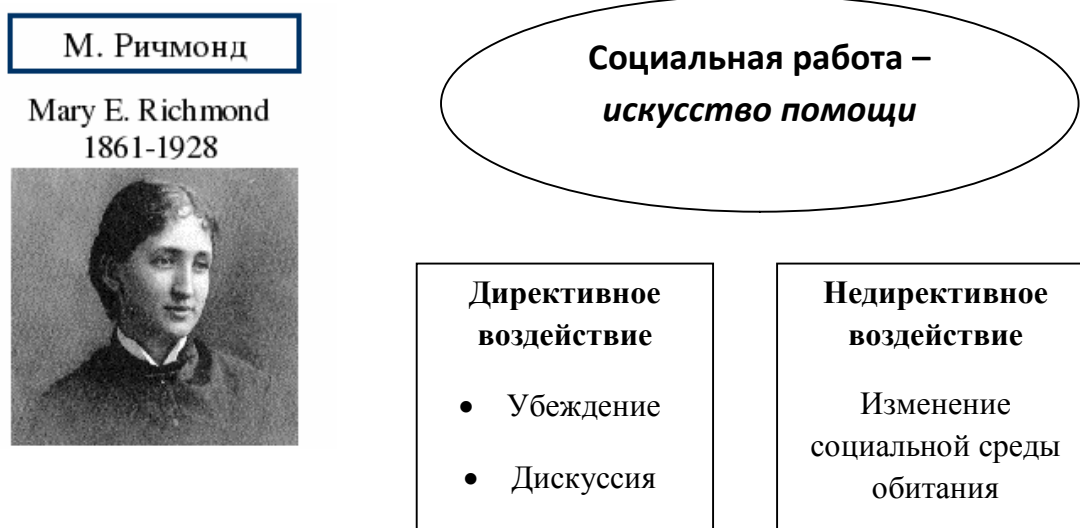 М. Ричмонд
Mary E. Richmond
1861-1928
Социальная работа –
искусство помощи
Директивное
воздействие
• Убеждение
• Дискуссия
Недирективное
воздействие
Изменение
социальной среды
обитания